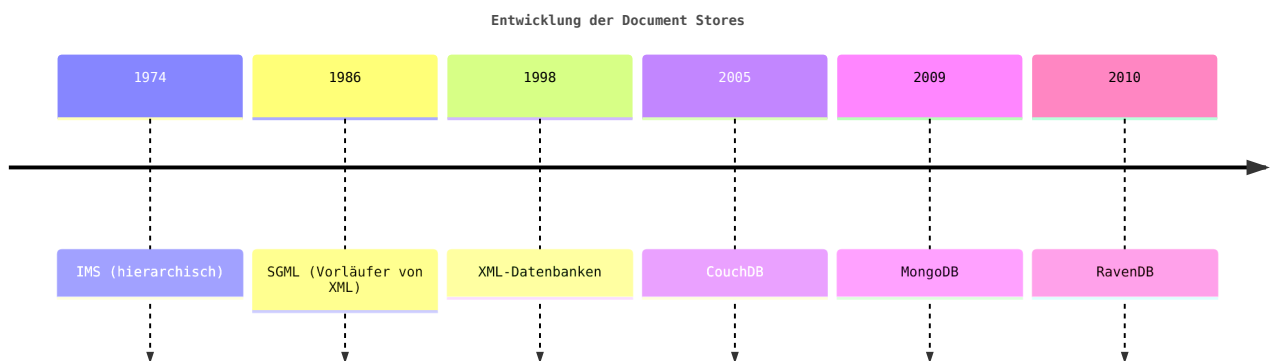 Entwicklung der Document Stores
1974
1986
1998
2005
2009
2010
IMS (hierarchisch)
SGML (Vorläufer von
XML)
XML-Datenbanken
CouchDB
MongoDB
RavenDB